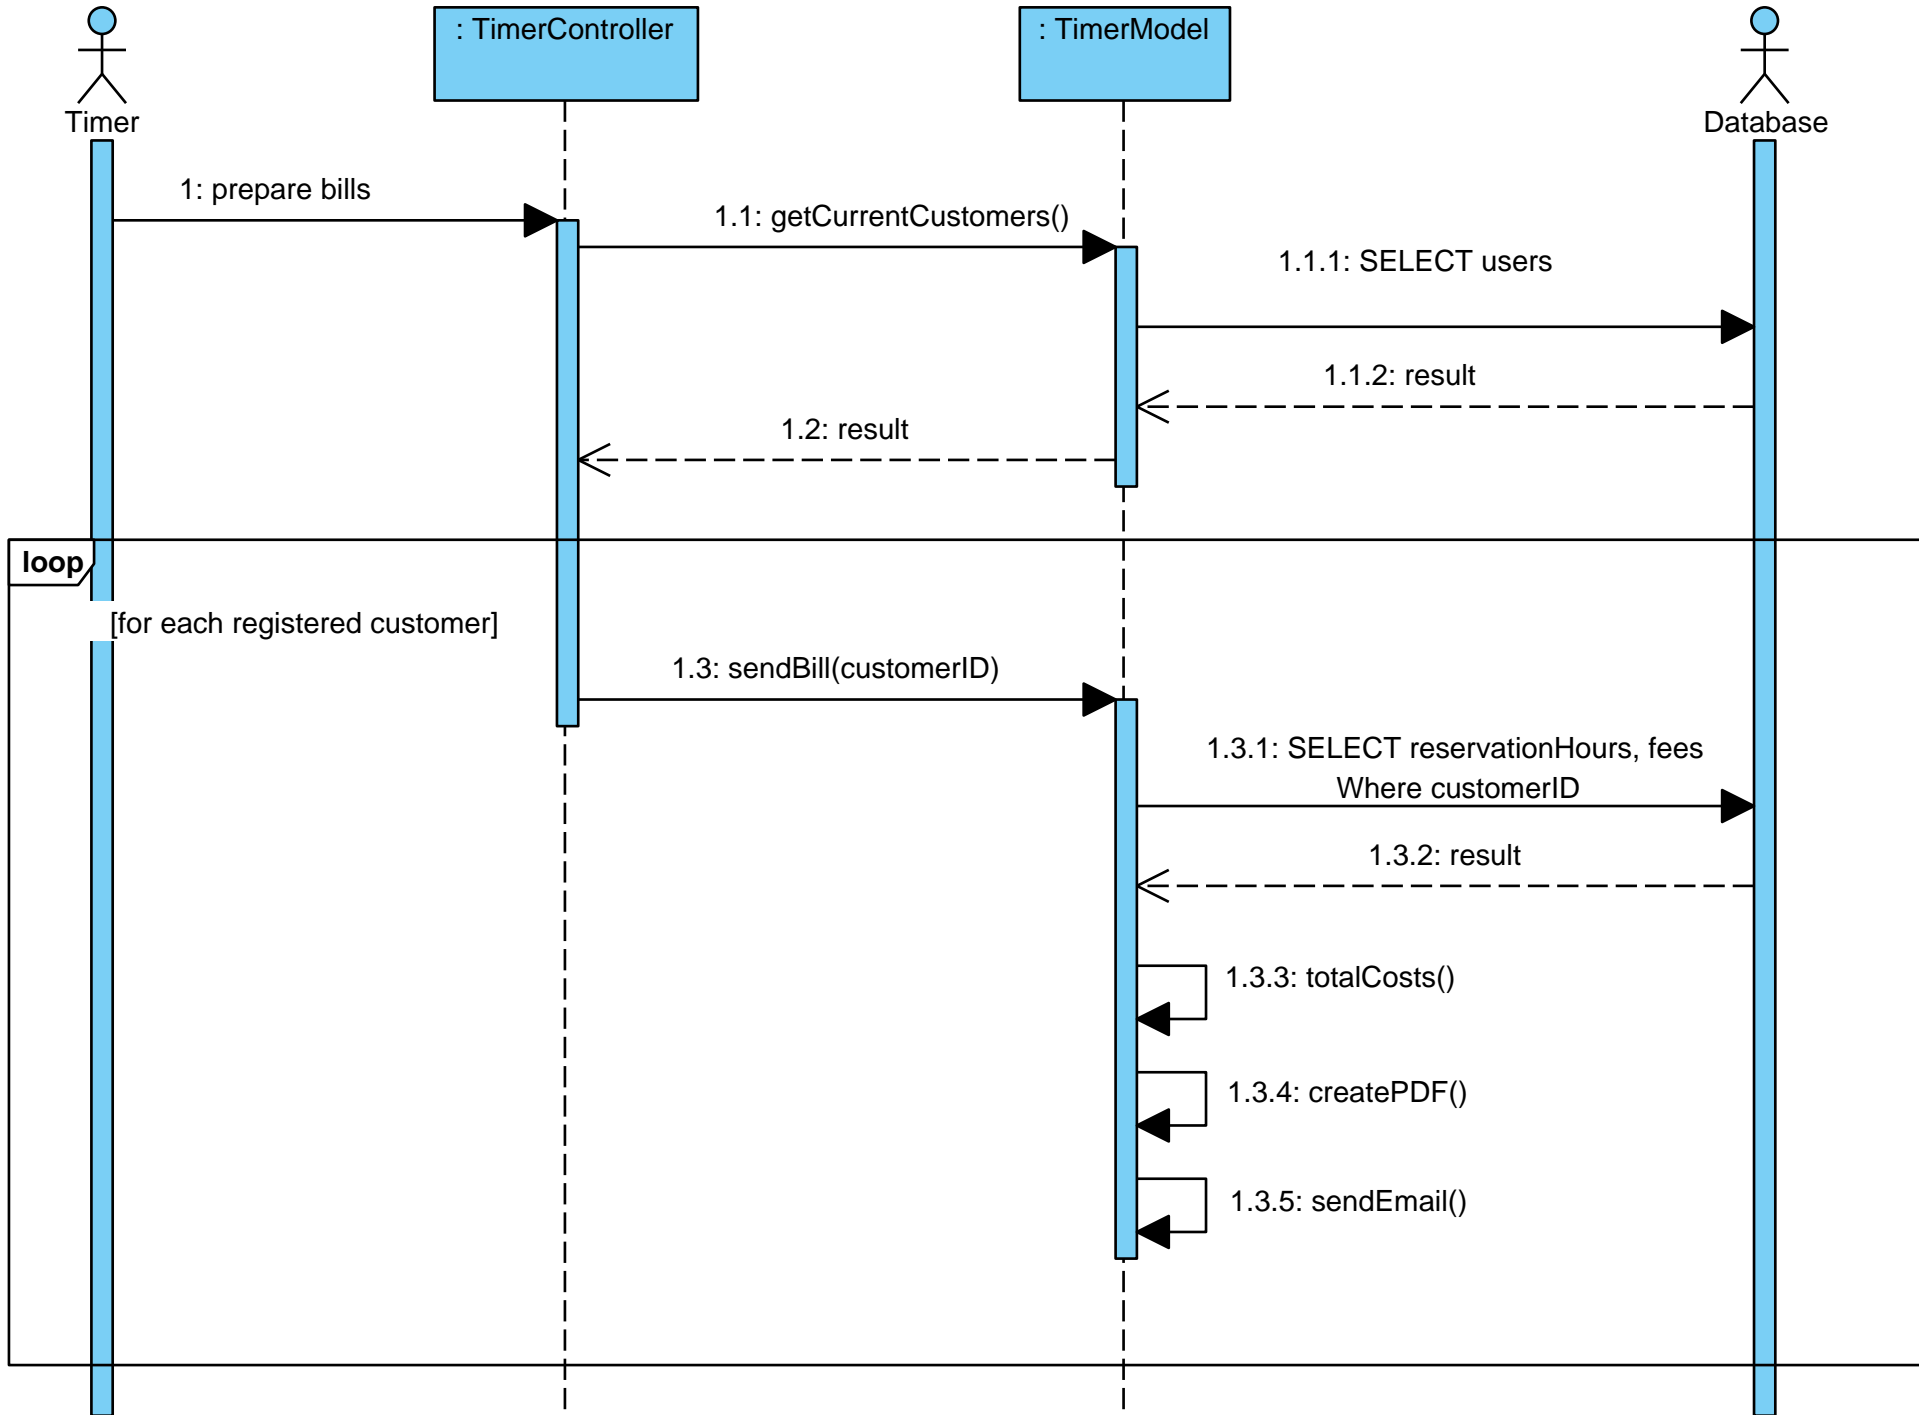 : TimerController
: TimerModel
Timer
Database
1: prepare bills
1.1: getCurrentCustomers()
1.1.1: SELECT users
1.1.2: result
1.2: result
loop
[for each registered customer]
1.3: sendBill(customerID)
1.3.1: SELECT reservationHours, fees
Where customerID
1.3.2: result
1.3.3: totalCosts()
1.3.4: createPDF()
1.3.5: sendEmail()